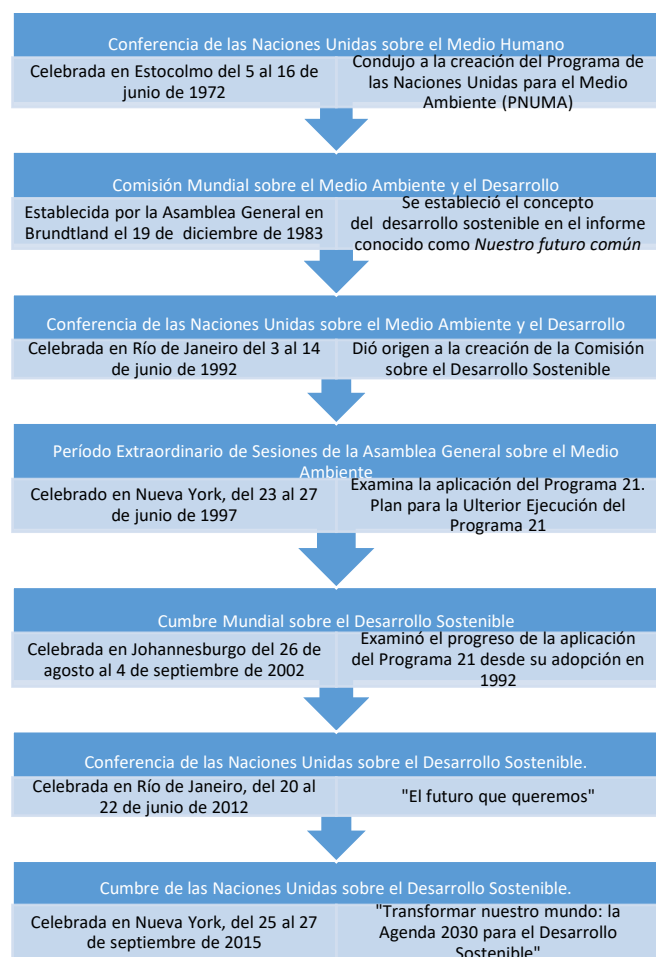 Conferencia de las Naciones Unidas sobre el Medio Humano
Celebrada en Estocolmo del 5 al 16 de
junio de 1972
Condujo a la creación del Programa de
las Naciones Unidas para el Medio
Ambiente (PNUMA)
Comisión Mundial sobre el Medio Ambiente y el Desarrollo
Establecida por la Asamblea General en
Brundtland el 19 de diciembre de 1983
Se estableció el concepto
del desarrollo sostenible en el informe
conocido como Nuestro futuro común
Conferencia de las Naciones Unidas sobre el Medio Ambiente y el Desarrollo
Celebrada en Río de Janeiro del 3 al 14
de junio de 1992
Dió origen a la creación de la Comisión
sobre el Desarrollo Sostenible
Período Extraordinario de Sesiones de la Asamblea General sobre el Medio
Ambiente
Celebrado en Nueva York, del 23 al 27
de junio de 1997
Examina la aplicación del Programa 21.
Plan para la Ulterior Ejecución del
Programa 21
Cumbre Mundial sobre el Desarrollo Sostenible
Celebrada en Johannesburgo del 26 de
agosto al 4 de septiembre de 2002
Examinó el progreso de la aplicación
del Programa 21 desde su adopción en
1992
Conferencia de las Naciones Unidas sobre el Desarrollo Sostenible.
Celebrada en Río de Janeiro, del 20 al
22 de junio de 2012
"El futuro que queremos"
Cumbre de las Naciones Unidas sobre el Desarrollo Sostenible.
Celebrada en Nueva York, del 25 al 27
de septiembre de 2015
"Transformar nuestro mundo: la
Agenda 2030 para el Desarrollo
Sostenible"